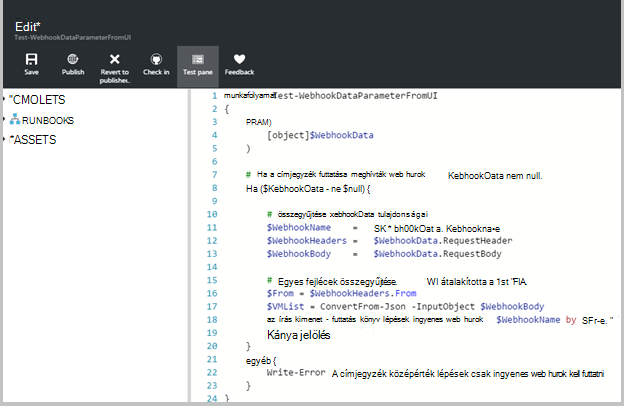 Edit*
Test-WebhookDataParameterFromUI
Save Publish Revert to publishec. Check in Test pane Feedback
"CMOLETS
RUNBOOKS
*ASSETS
1 munkafolyamat Test-WebhookDataParameterFromUI
2 {
3 PRAM)
4 [object]$WebhookData
5 )
6
7 # Ha a címjegyzék futtatása meghívták web hurok KebhookOata nem null.
8 Ha ($KebhookOata - ne $null) {
9
10 # összegyűjtése xebhookData tulajdonságai
11 $WebhookName = SK * bh00kOat a. Kebhookna•e
12 $WebhookHeaders = $WebhookData.RequestHeader
13 $WebhookBody = $WebhookData.RequestBody
14
15 # Egyes fejlécek összegyűjtése. WI átalakította a 1st "FIA.
16 $From = $WebhookHeaders.From
17 $VMList = ConvertFrom-Json -InputObject $WebhookBody
18 az írás kimenet - futtatás könyv lépések ingyenes web hurok $WebhookName by SFr-e. "
19 Kánya jelölés
20 }
21 egyéb {
22 Write-Error A címjegyzék középérték lépések csak ingyenes web hurok kell futtatni
23 }
24 }